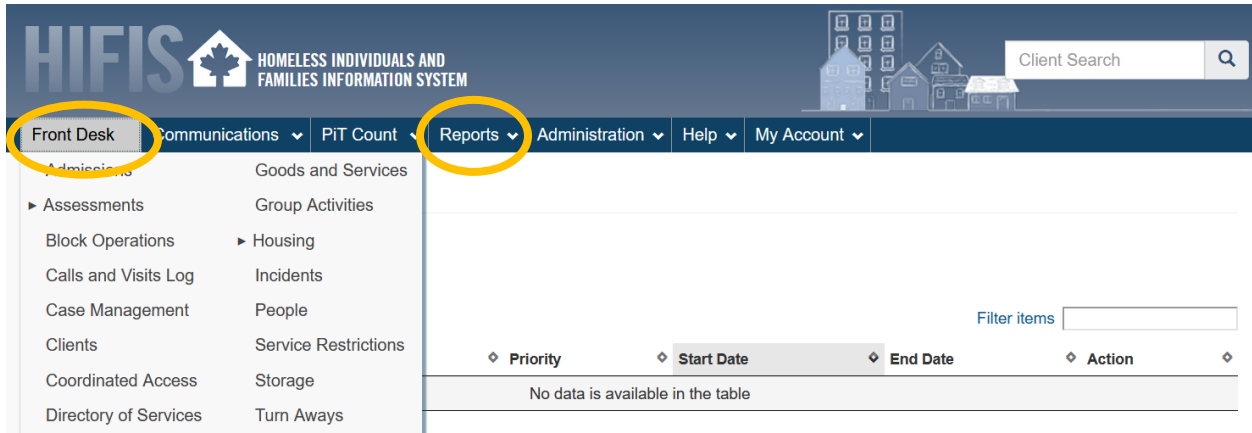 HIFIS HOMELESS INDIVIDUALS AND
FAMILIES INFORMATION SYSTEM
Client Search
Front Desk Communications PiT Count Reports Administration Help My Account
Admissions Goods and Services
Assessments Group Activities
Block Operations Housing
Calls and Visits Log Incidents
Case Management People
Filter items
Clients Service Restrictions
Priority Start Date End Date Action
Coordinated Access Storage
No data is available in the table
Directory of Services Turn Aways